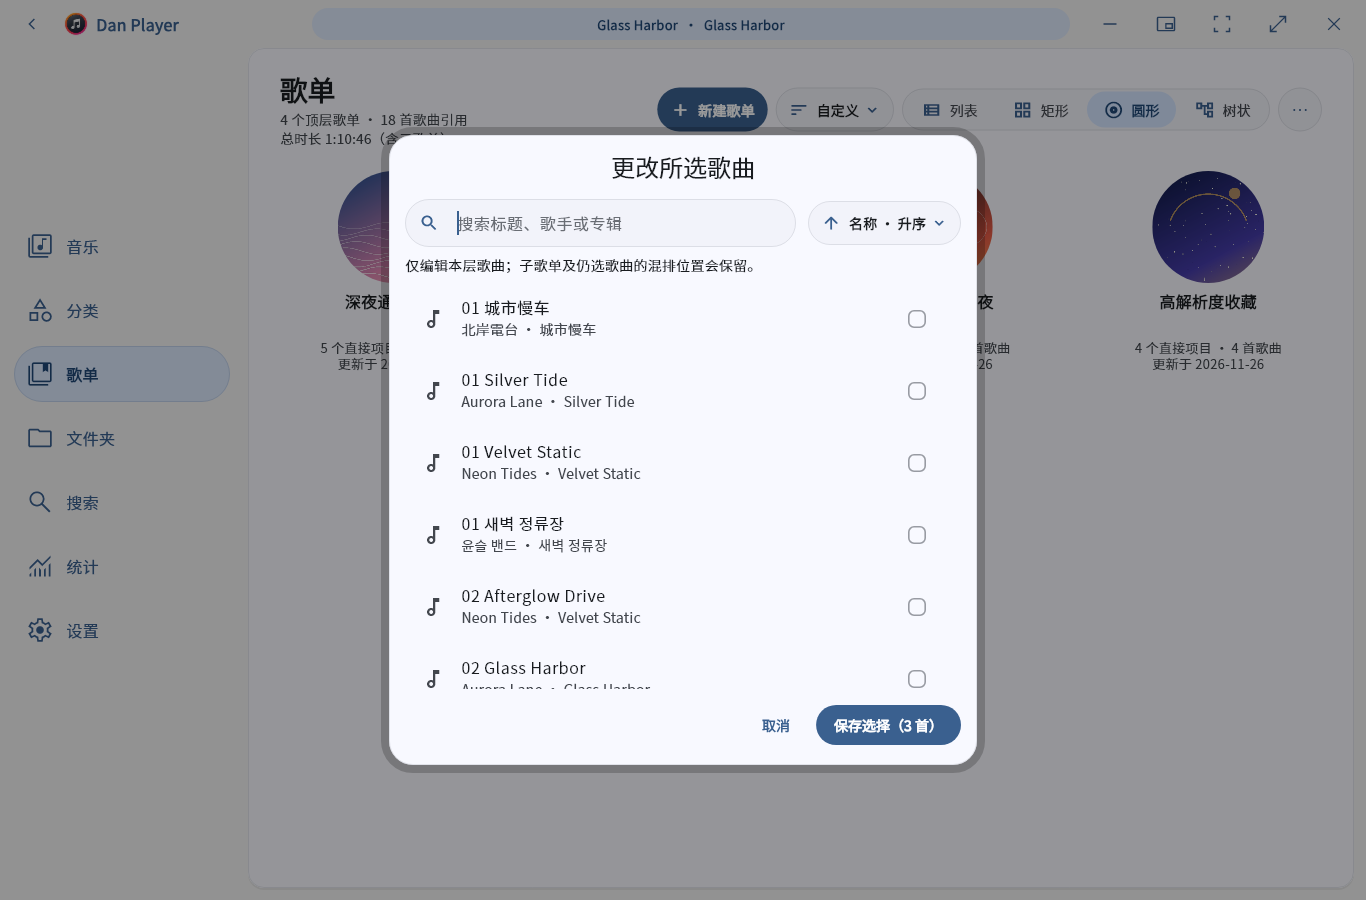 Dan Player
Glass Harbor • Glass Harbor
歌单
4 个顶层歌单 • 18 首歌曲引用
总时长 1:10:46（含
新建歌单
自定义
列表
矩形
圆形
树状
音乐
分类
歌单
文件夹
搜索
统计
设置
深夜通
5 个直接项目
更新于 2
夜
首歌曲
26
高解析度收藏
4 个直接项目 • 4 首歌曲
更新于 2026-11-26
更改所选歌曲
搜索标题、歌手或专辑
名称 • 升序
仅编辑本层歌曲；子歌单及仍选歌曲的混排位置会保留。
01 城市慢车
北岸電台 • 城市慢车
01 Silver Tide
Aurora Lane • Silver Tide
01 Velvet Static
Neon Tides • Velvet Static
01 새벽 정류장
윤슬 밴드 • 새벽 정류장
02 Afterglow Drive
Neon Tides • Velvet Static
02 Glass Harbor
Aurora Lane • Glass Harbor
取消
保存选择（3 首）